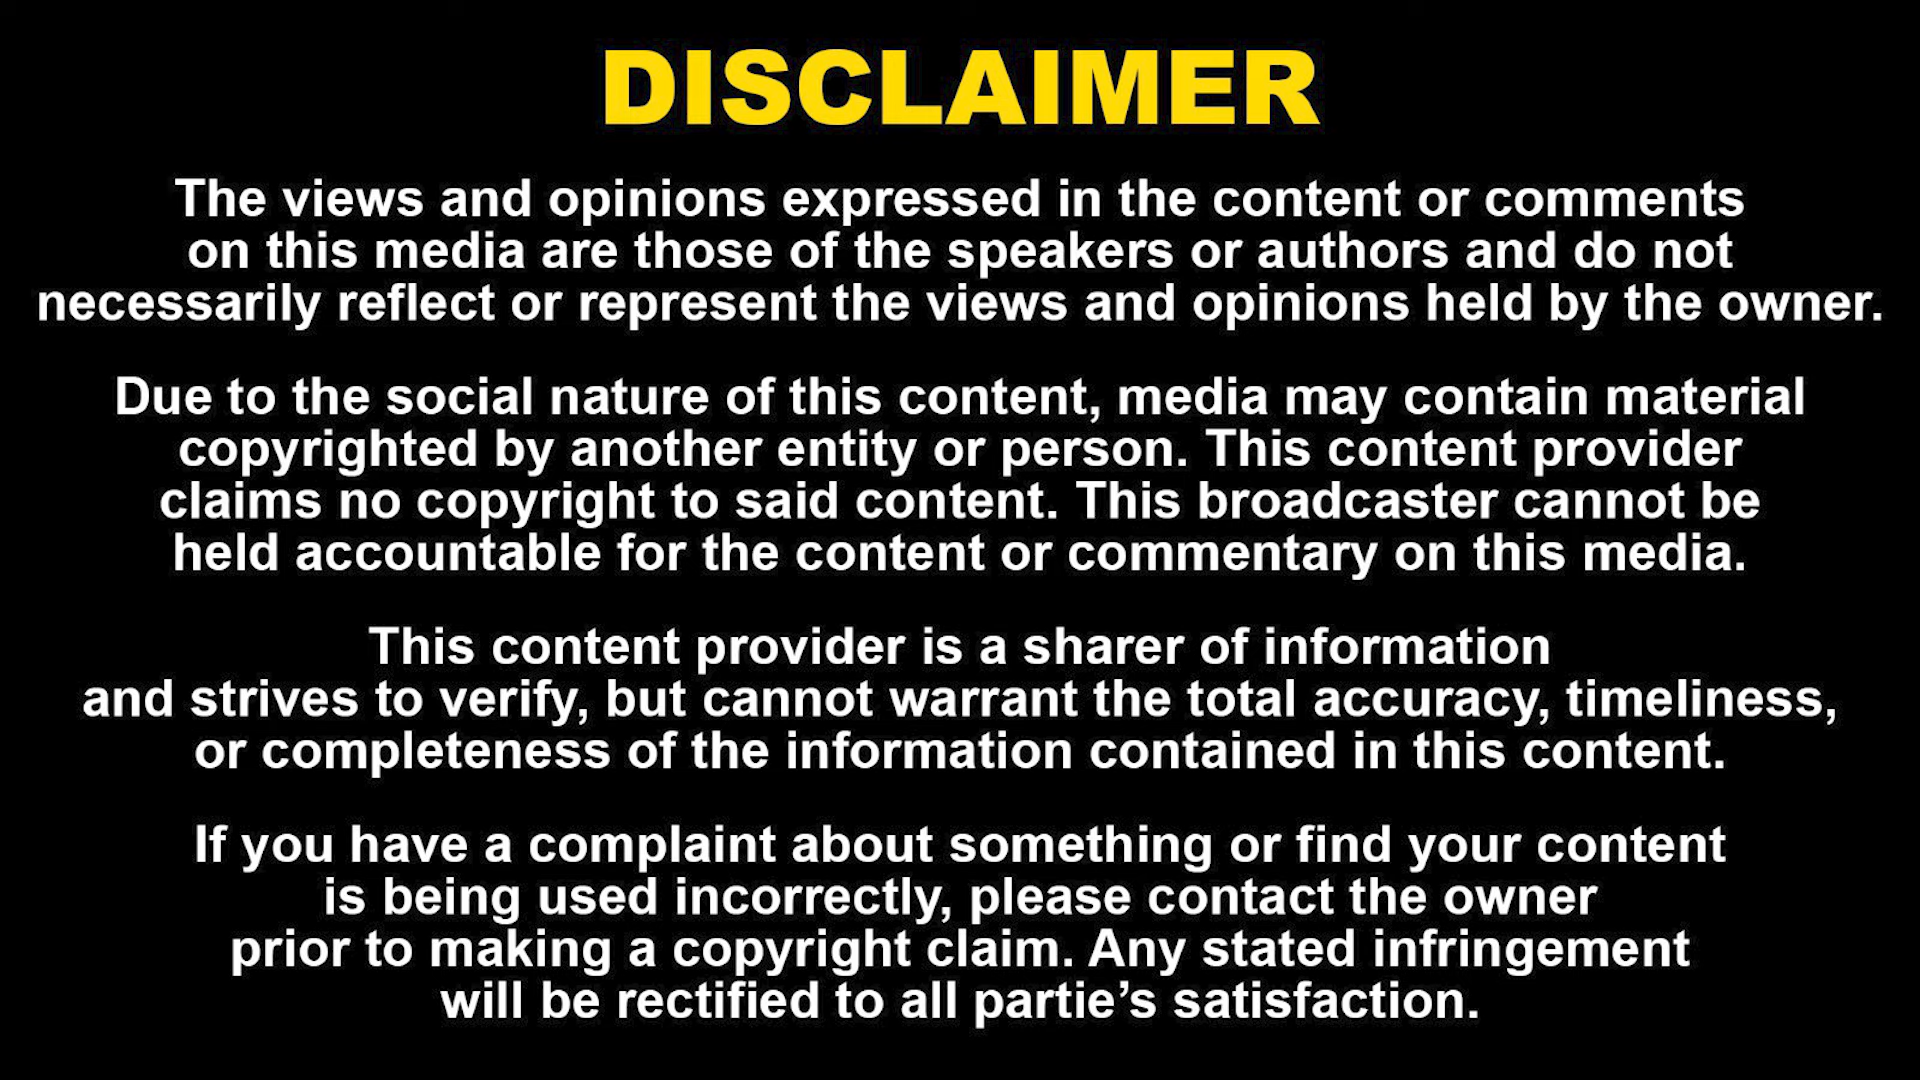 DISCLAIMER
The views and opinions expressed in the content or comments
on this media are those of the speakers or authors and do not
necessarily reflect or represent the views and opinions held by the owner.
Due to the social nature of this content, media may contain material
copyrighted by another entity or person. This content provider
claims no copyright to said content. This broadcaster cannot be
held accountable for the content or commentary on this media.
This content provider is a sharer of information
and strives to verify, but cannot warrant the total accuracy, timeliness,
or completeness of the information contained in this content.
If you have a complaint about something or find your content
is being used incorrectly, please contact the owner
prior to making a copyright claim. Any stated infringement
will be rectified to all partie’s satisfaction.